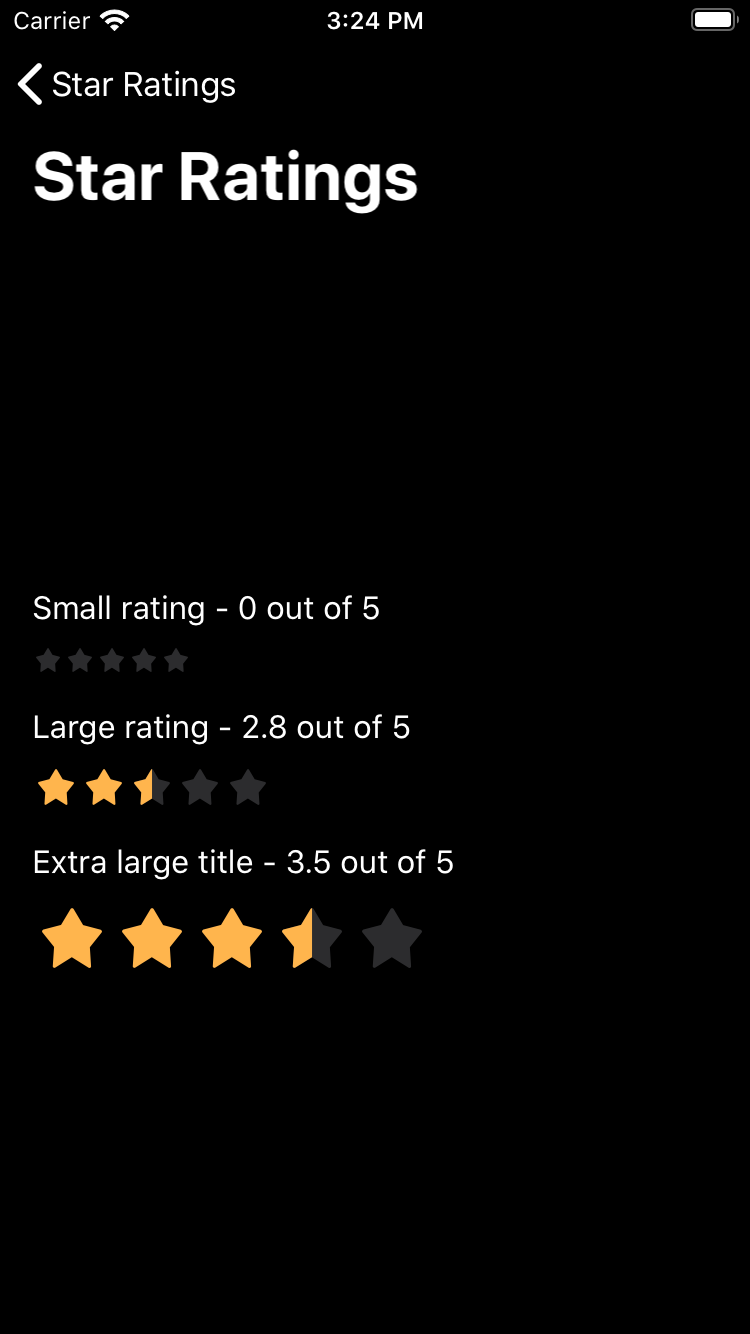 Carrier 3:24 PM
Star Ratings
Star Ratings
Small rating - 0 out of 5
Large rating - 2.8 out of 5
Extra large title - 3.5 out of 5